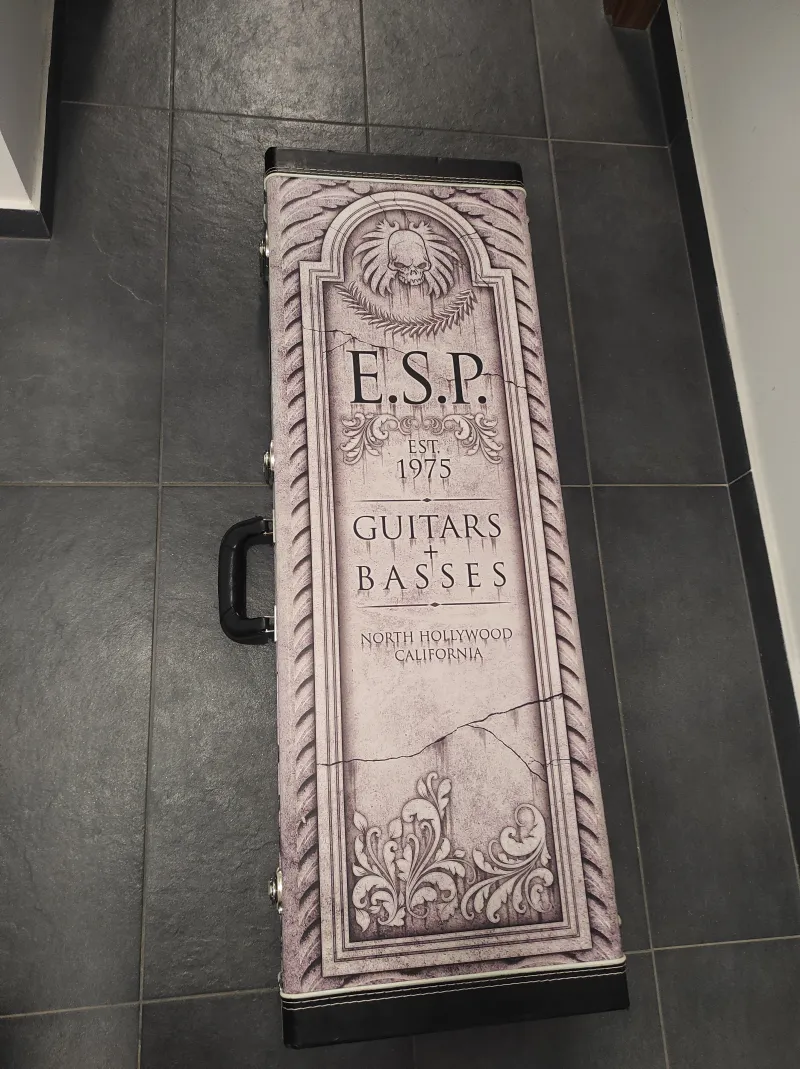 E.S.P.
EST.
1975
GUITARS
+
BASSES
NORTH HOLLYWOOD
CALIFORNIA